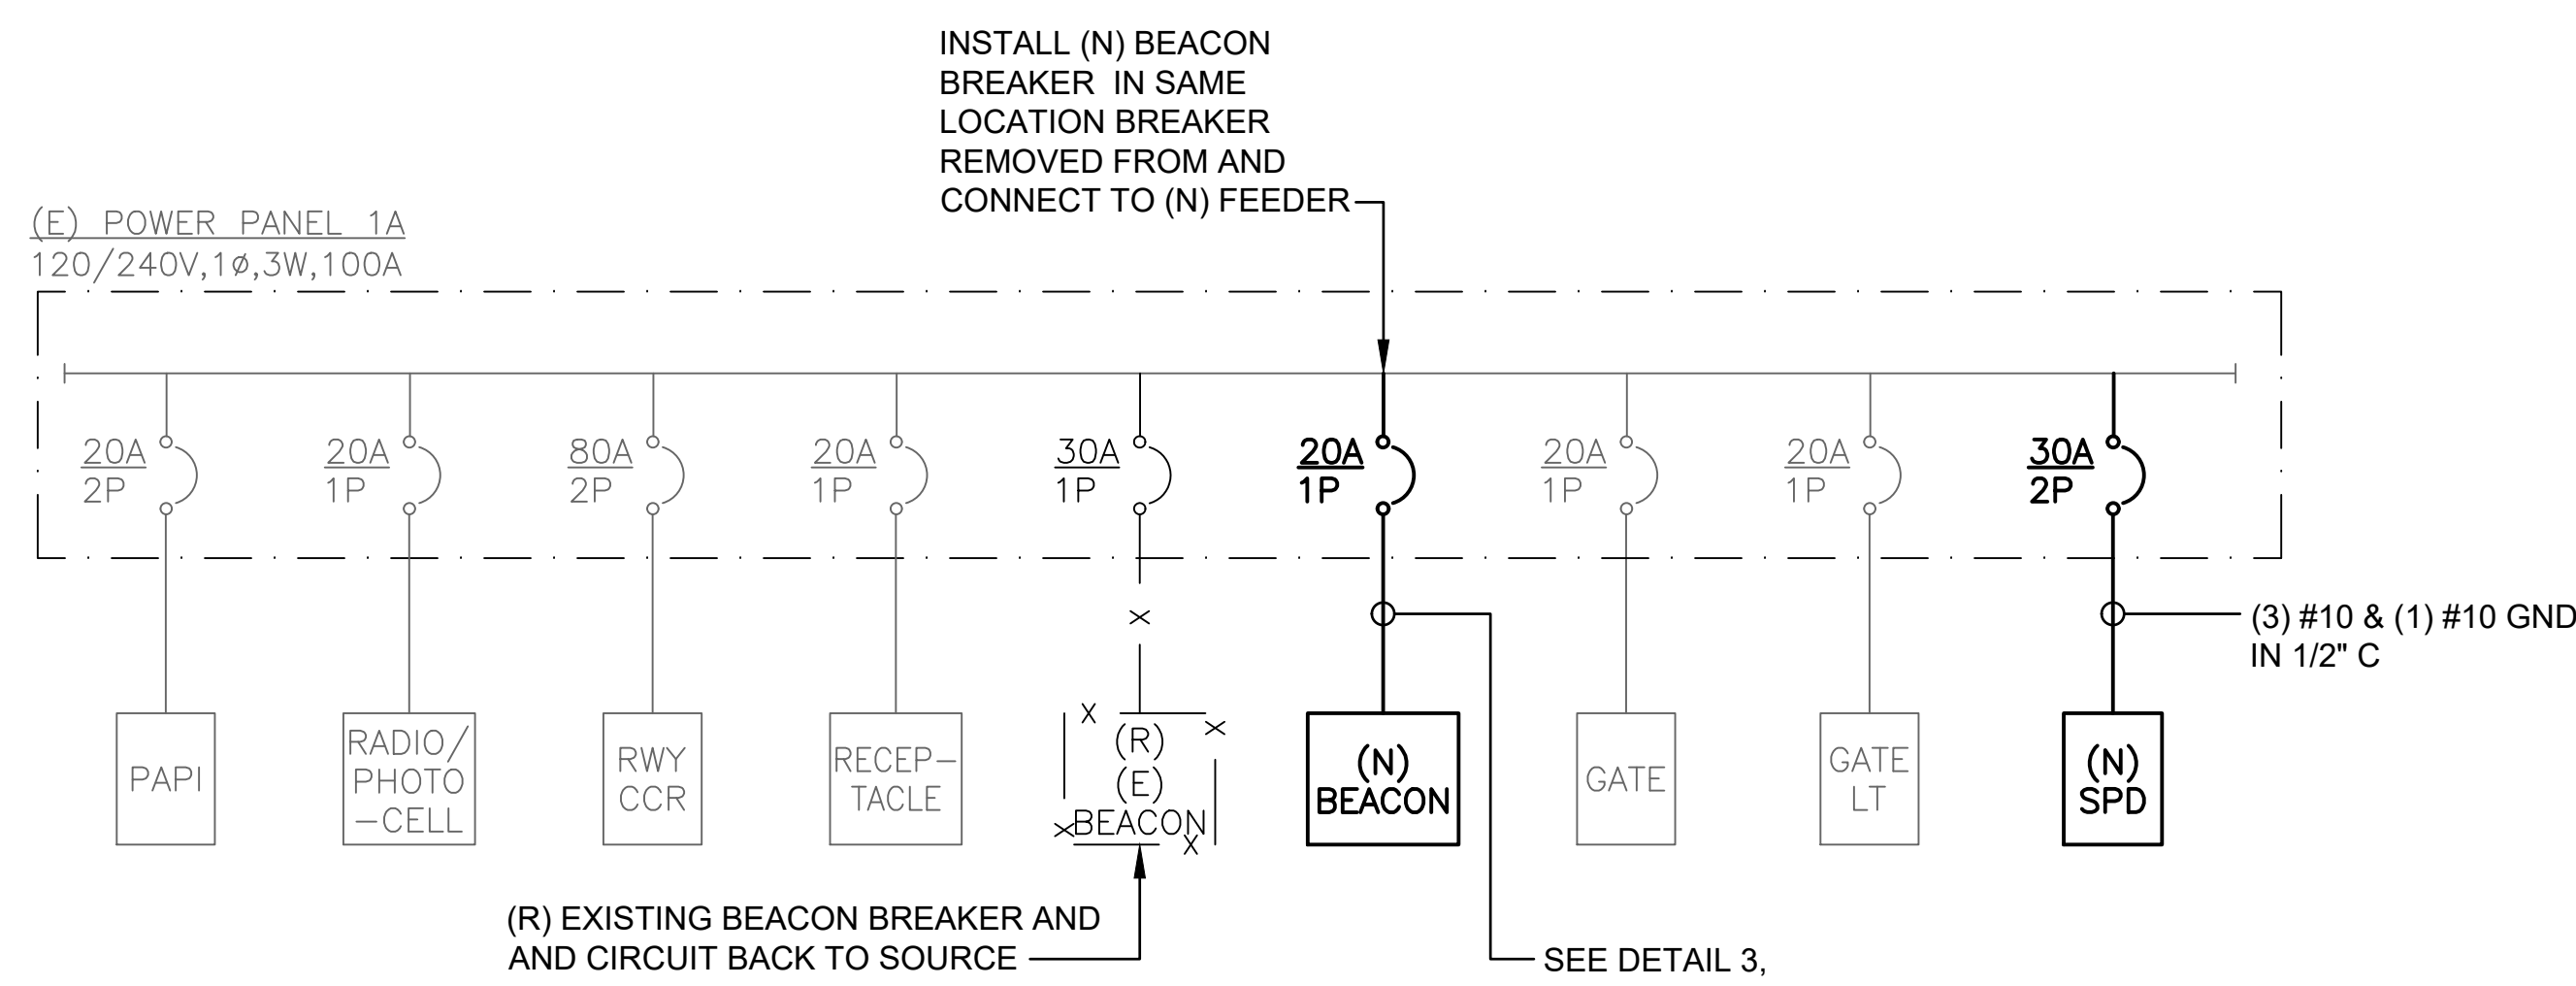 INSTALL (N) BEACON
BREAKER  IN SAME
LOCATION BREAKER
REMOVED FROM AND
CONNECT TO (N) FEEDER
(E) POWER PANEL 1A
120/240V,1ø,3W,100A
20A
2P
20A
1P
80A
2P
20A
1P
30A
1P
20A
1P
20A
1P
20A
1P
30A
2P
(3) #10 & (1) #10 GND
IN 1/2" C
PAPI
RADIO/
PHOTO
-CELL
RWY
CCR
RECEP-
TACLE
(R)
(E)
BEACON
(N)
BEACON
GATE
GATE
LT
(N)
SPD
(R) EXISTING BEACON BREAKER AND
AND CIRCUIT BACK TO SOURCE
SEE DETAIL 3,